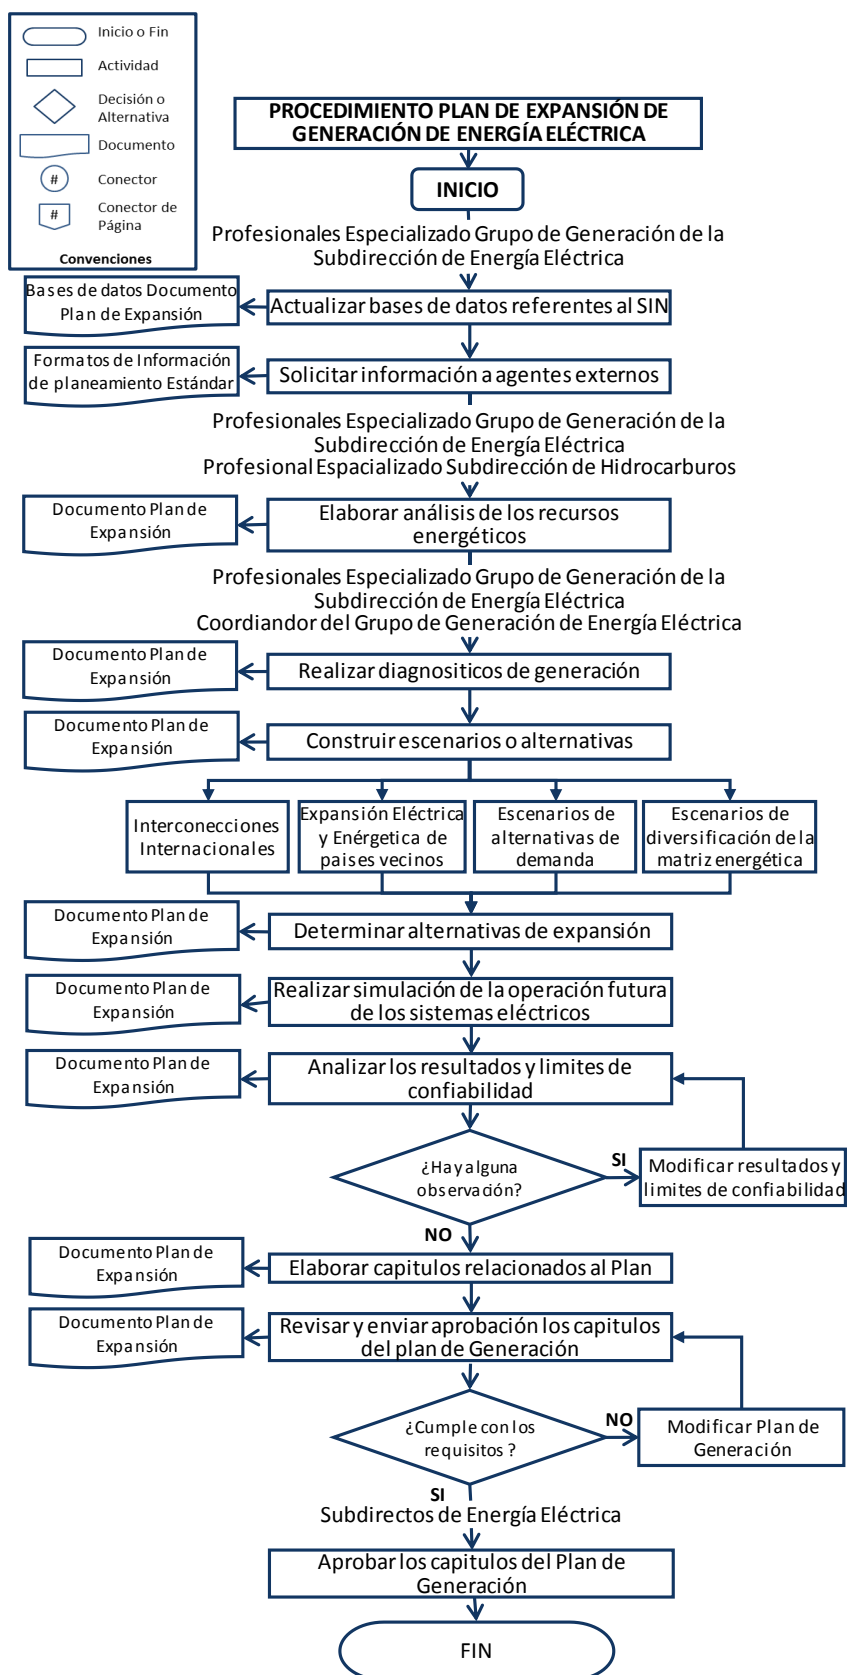 Inicio o Fin
Actividad
Decisión o
Alternativa
Documento
#
Conector
#
Conector de
Página
Convenciones
PROCEDIMIENTO PLAN DE EXPANSIÓN DE
GENERACIÓN DE ENERGÍA ELÉCTRICA
INICIO
Profesionales Especializado Grupo de Generación de la
Subdirección de Energía Eléctrica
Bases de datos Documento
Plan de Expansión
Actualizar bases de datos referentes al SIN
Formatos de Información
de planeamiento Estándar
Solicitar información a agentes externos
Profesionales Especializado Grupo de Generación de la
Subdirección de Energía Eléctrica
Profesional Espacializado Subdirección de Hidrocarburos
Documento Plan de
Expansión
Elaborar análisis de los recursos
energéticos
Profesionales Especializado Grupo de Generación de la
Subdirección de Energía Eléctrica
Coordiandor del Grupo de Generación de Energía Eléctrica
Documento Plan de
Expansión
Realizar diagnositicos de generación
Documento Plan de
Expansión
Construir escenarios o alternativas
Interconecciones
Internacionales
Expansión Eléctrica
y Enérgetica de
paises vecinos
Escenarios de
alternativas de
demanda
Escenarios de
diversificación de la
matriz energética
Documento Plan de
Expansión
Determinar alternativas de expansión
Documento Plan de
Expansión
Realizar simulación de la operación futura
de los sistemas eléctricos
Documento Plan de
Expansión
Analizar los resultados y limites de
confiabilidad
¿Hay alguna
observación?
SI
Modificar resultados y
limites de confiabilidad
NO
Documento Plan de
Expansión
Elaborar capitulos relacionados al Plan
Documento Plan de
Expansión
Revisar y enviar aprobación los capitulos
del plan de Generación
¿Cumple con los
requisitos ?
NO
Modificar Plan de
Generación
SI
Subdirectos de Energía Eléctrica
Aprobar los capitulos del Plan de
Generación
FIN